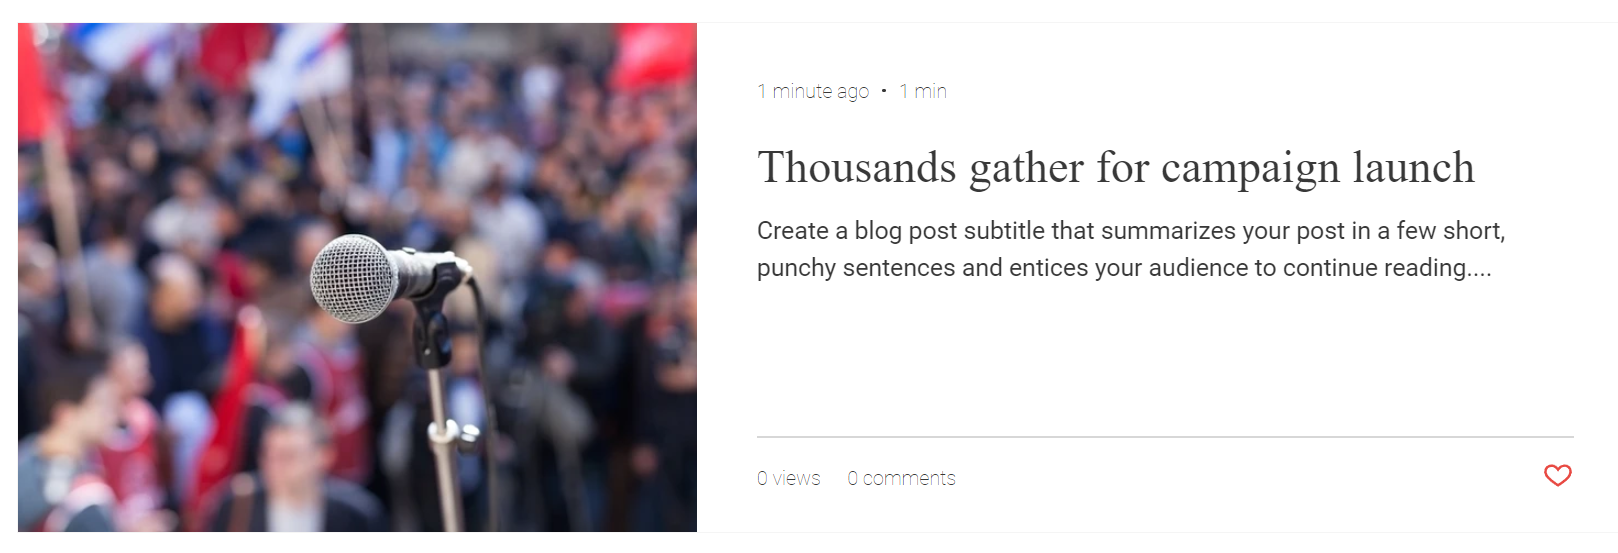 1 minute ago • 1 min
Thousands gather for campaign launch
Create a blog post subtitle that summarizes your post in a few short,
punchy sentences and entices your audience to continue reading....
0 views 0 comments